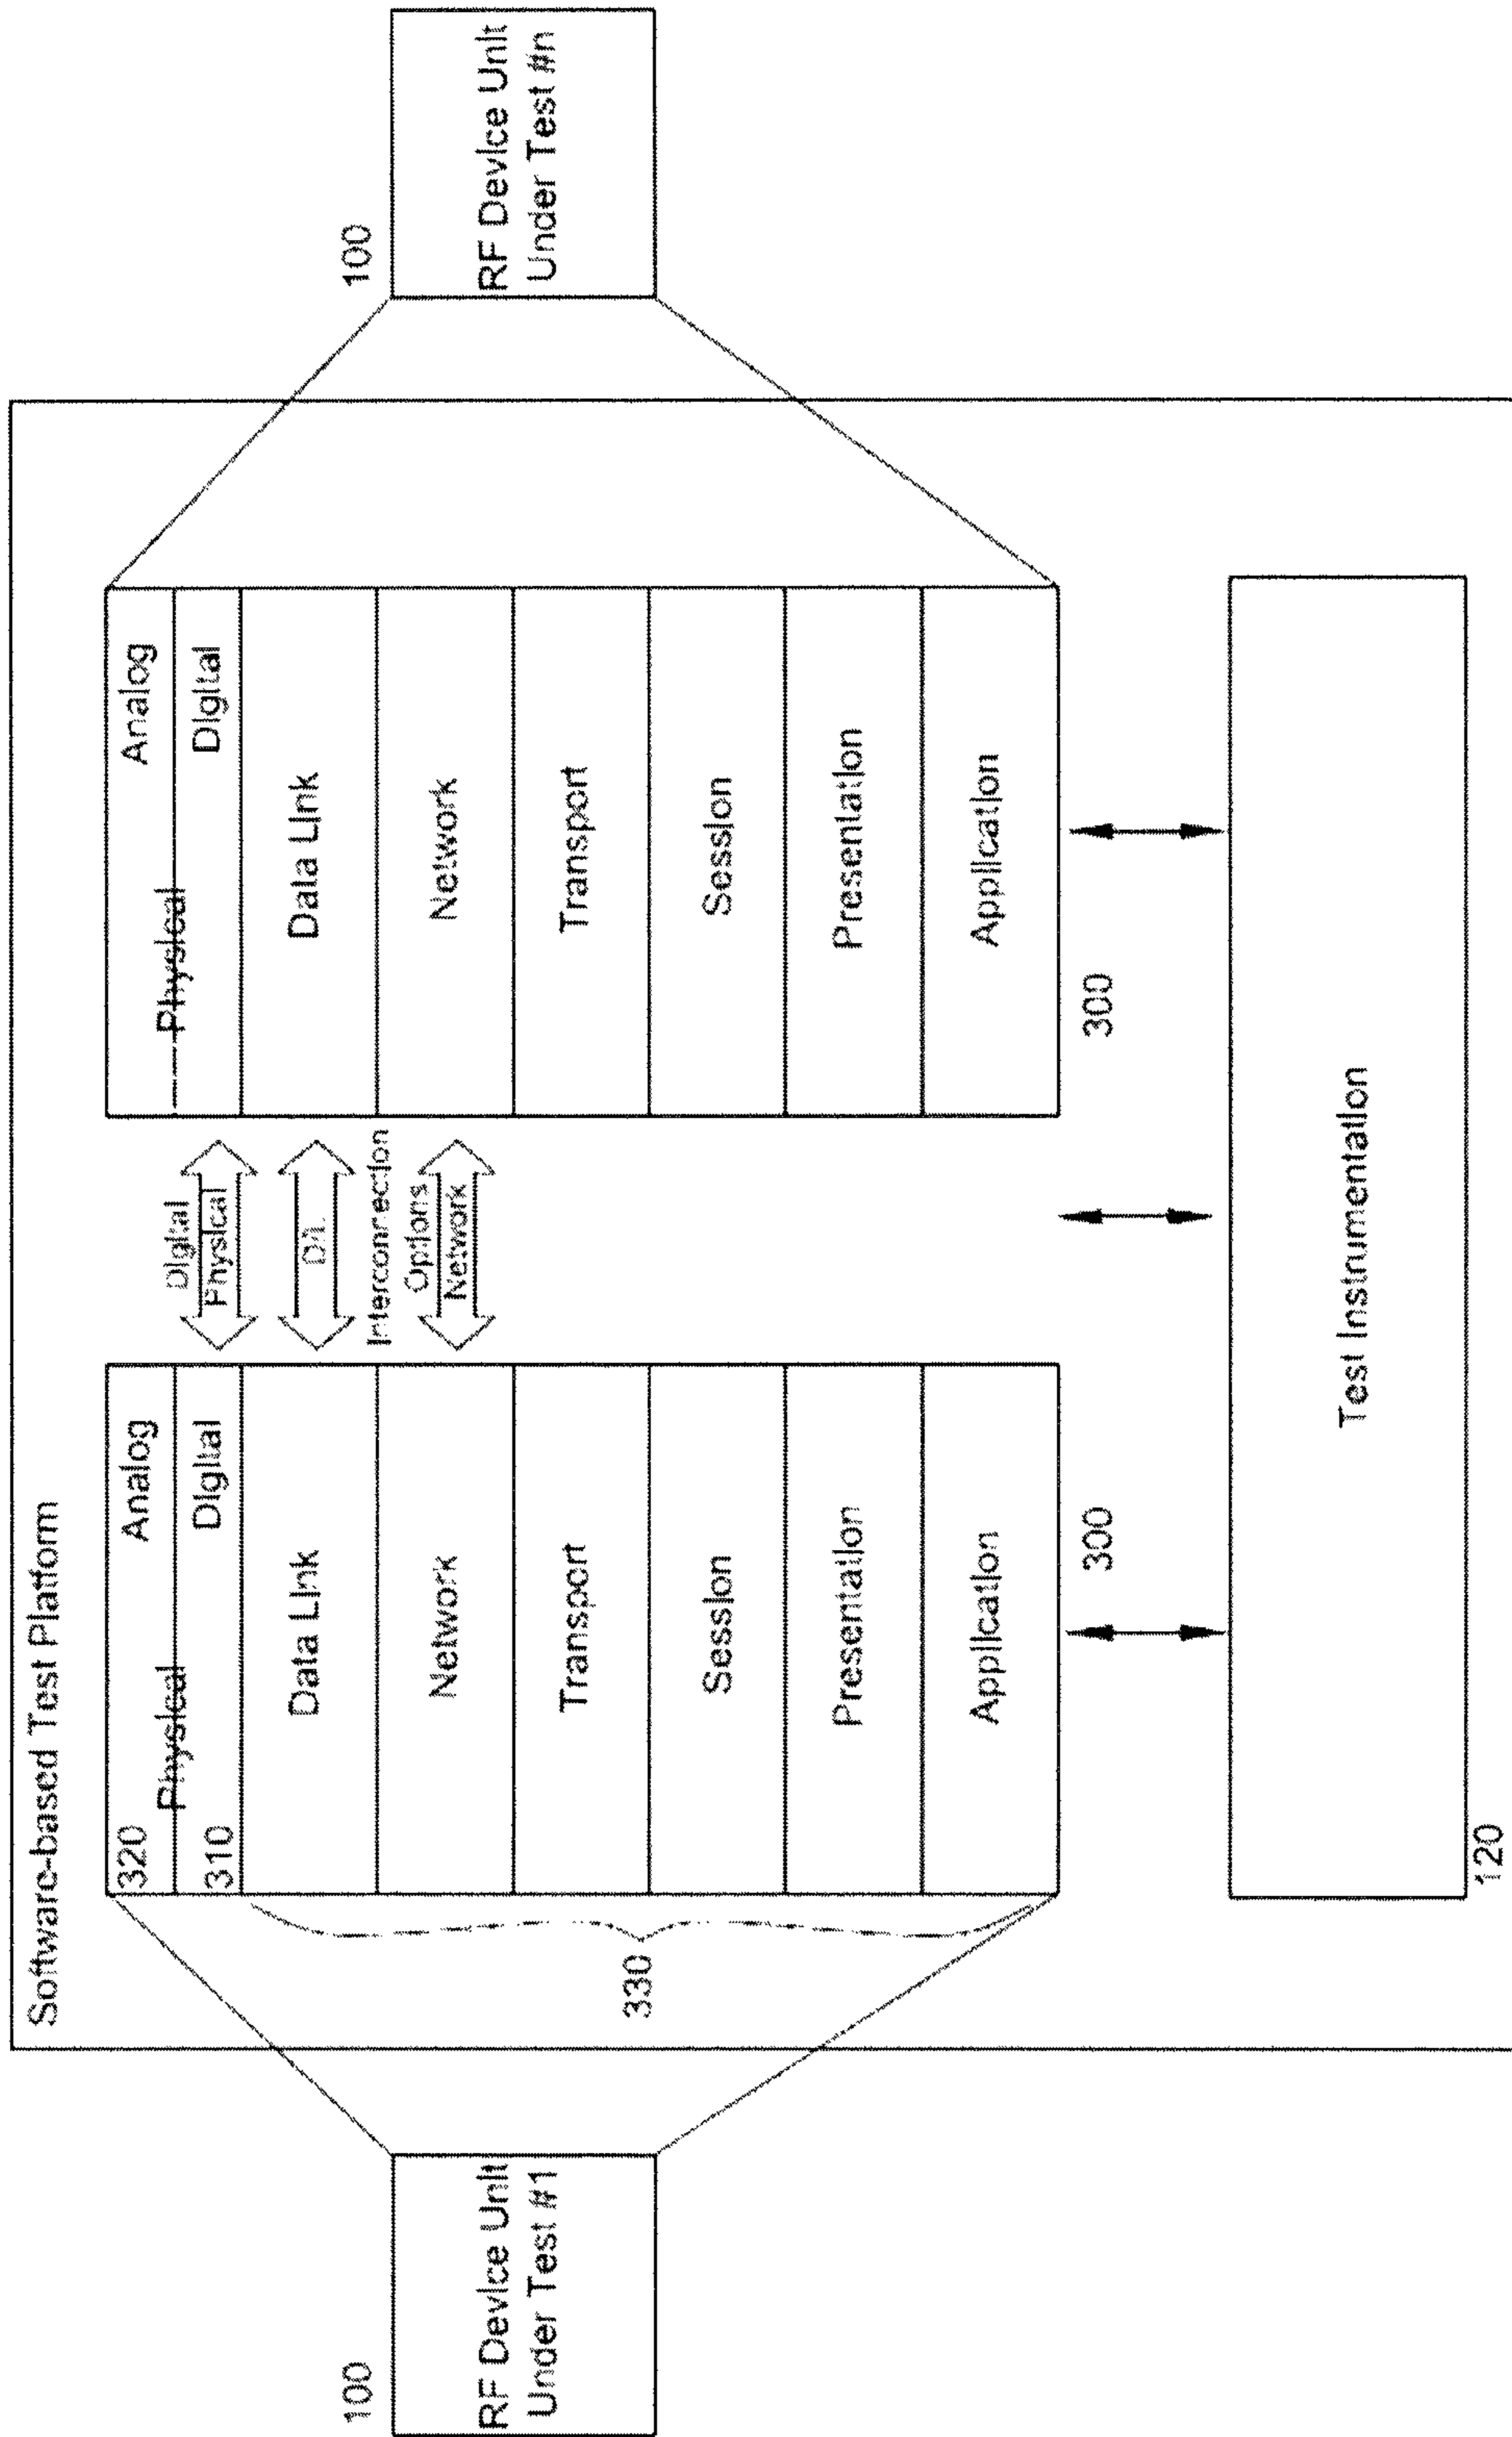 Software-based Test Platform
100
RF Device Unit
Under Test #1
320
Analog
Physical
310
Digital
Data Link
Network
Transport
Session
Presentation
Application
330
300
Digital
Physical
D/L
Interconnection
Options
Network
Analog
Physical
Digital
Data Link
Network
Transport
Session
Presentation
Application
300
100
RF Device Unit
Under Test #n
Test Instrumentation
120